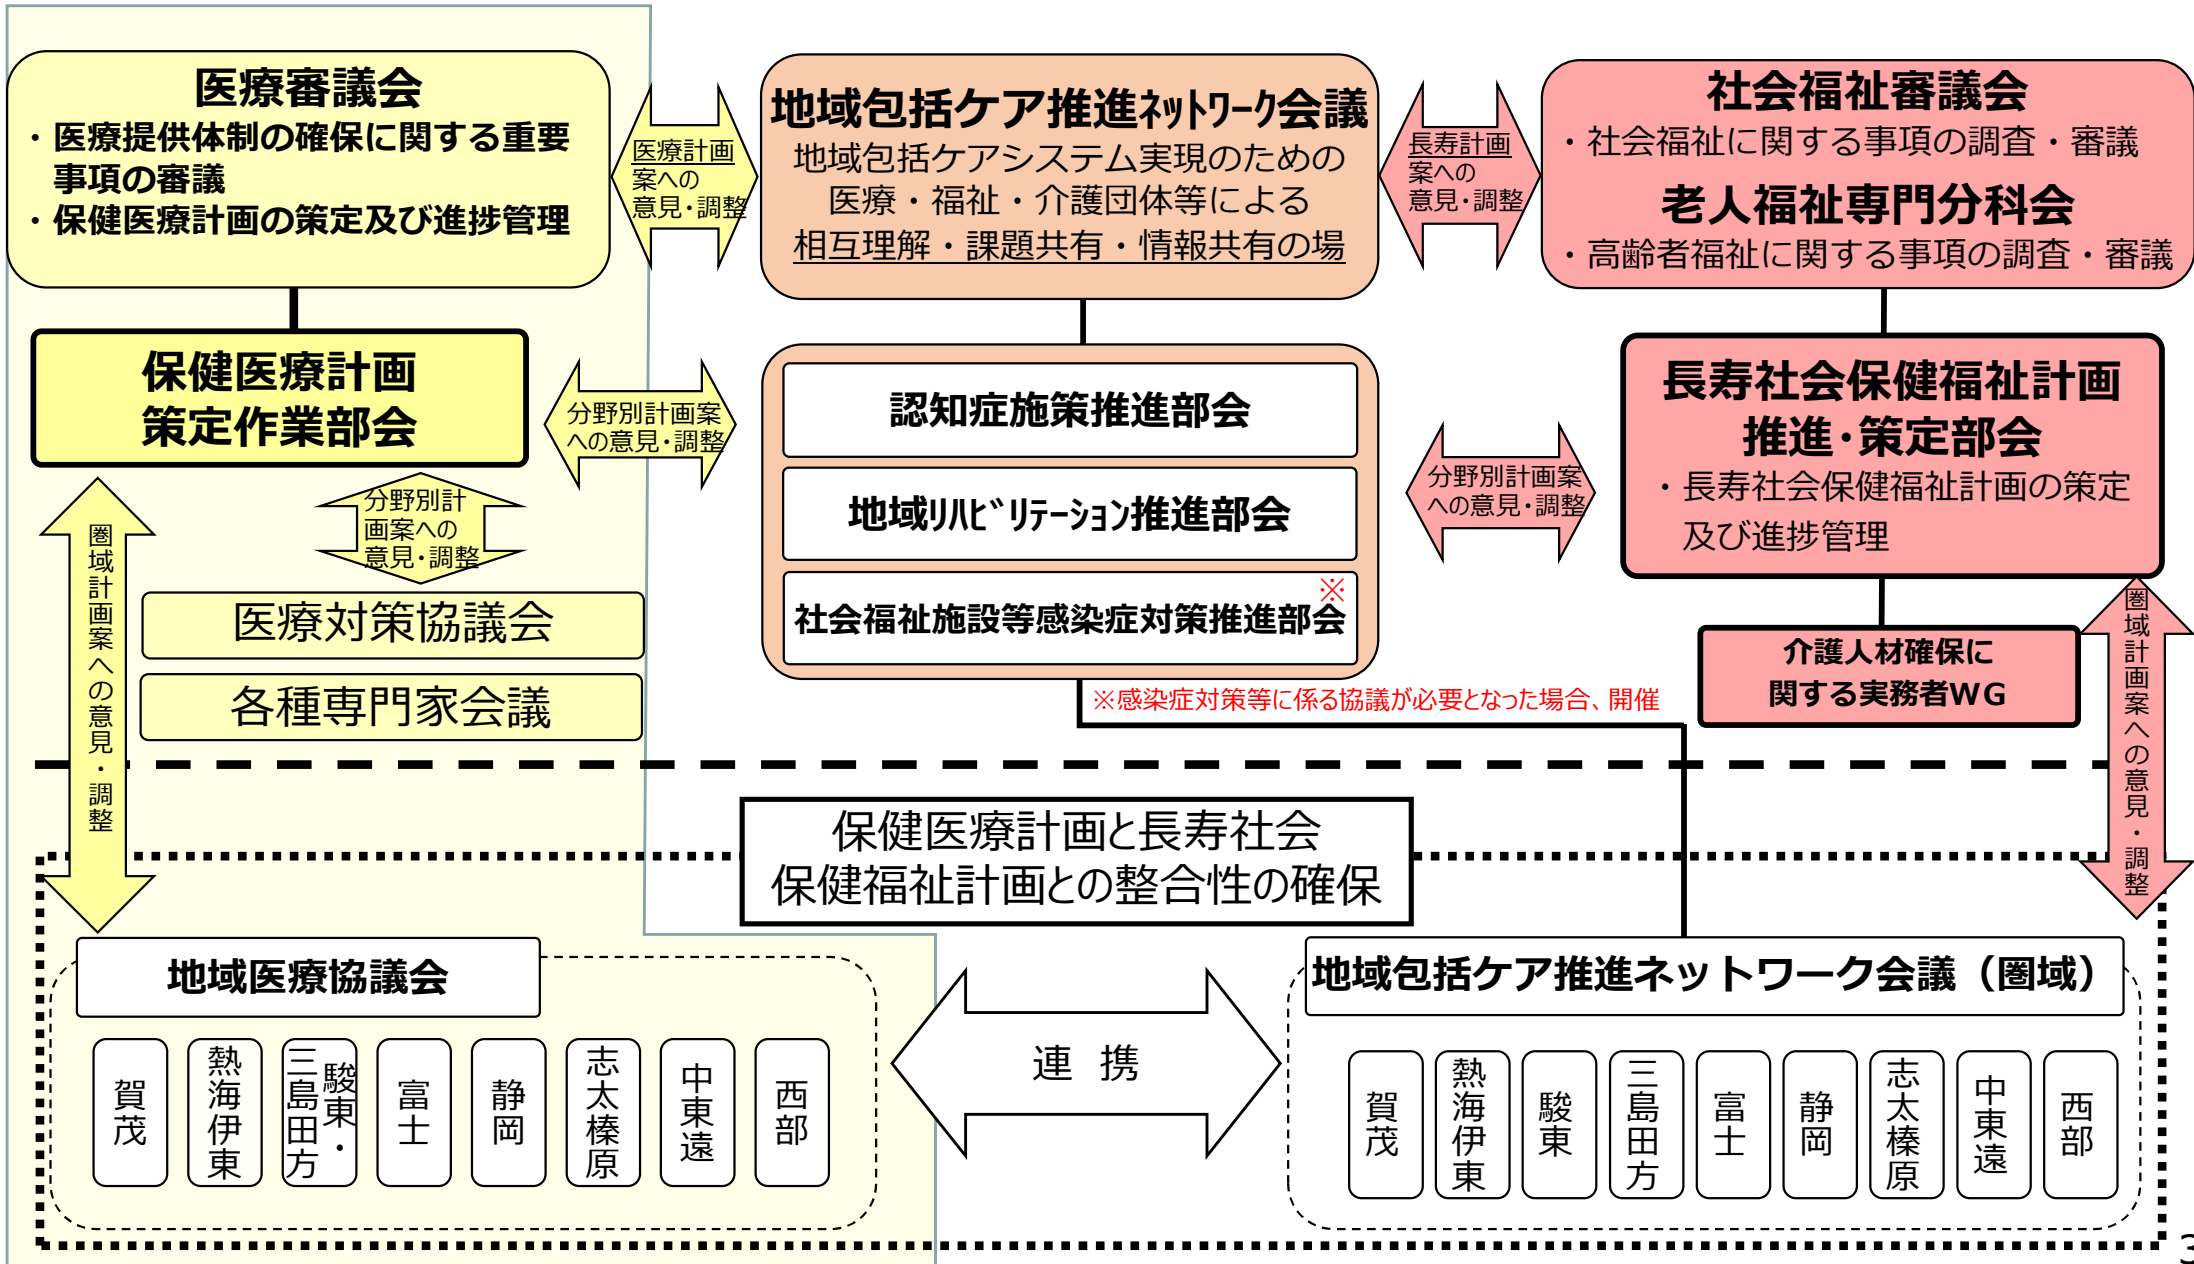 医療審議会
・医療提供体制の確保に関する重要
事項の審議
・保健医療計画の策定及び進捗管理
医療計画
案への
意見・調整
地域包括ケア推進ﾈｯﾄﾜｰｸ会議
地域包括ケアシステム実現のための
医療・福祉・介護団体等による
相互理解・課題共有・情報共有の場
長寿計画
案への
意見・調整
社会福祉審議会
・社会福祉に関する事項の調査・審議
老人福祉専門分科会
・高齢者福祉に関する事項の調査・審議
保健医療計画
策定作業部会
分野別計画案
への意見・調整
認知症施策推進部会
地域ﾘﾊﾋﾞﾘﾃｰｼｮﾝ推進部会
※
社会福祉施設等感染症対策推進部会
分野別計画案
への意見・調整
長寿社会保健福祉計画
推進・策定部会
・長寿社会保健福祉計画の策定
及び進捗管理
分野別計
画案への
意見・調整
圏域計画案への意見・調整
医療対策協議会
各種専門家会議
※感染症対策等に係る協議が必要となった場合、開催
介護人材確保に
関する実務者WG
圏域計画案への意見・調整
保健医療計画と長寿社会
保健福祉計画との整合性の確保
地域医療協議会
賀茂
熱海伊東
駿東・
三島田方
富士
静岡
志太榛原
中東遠
西部
連 携
地域包括ケア推進ネットワーク会議（圏域）
賀茂
熱海伊東
駿東
三島田方
富士
静岡
志太榛原
中東遠
西部
3